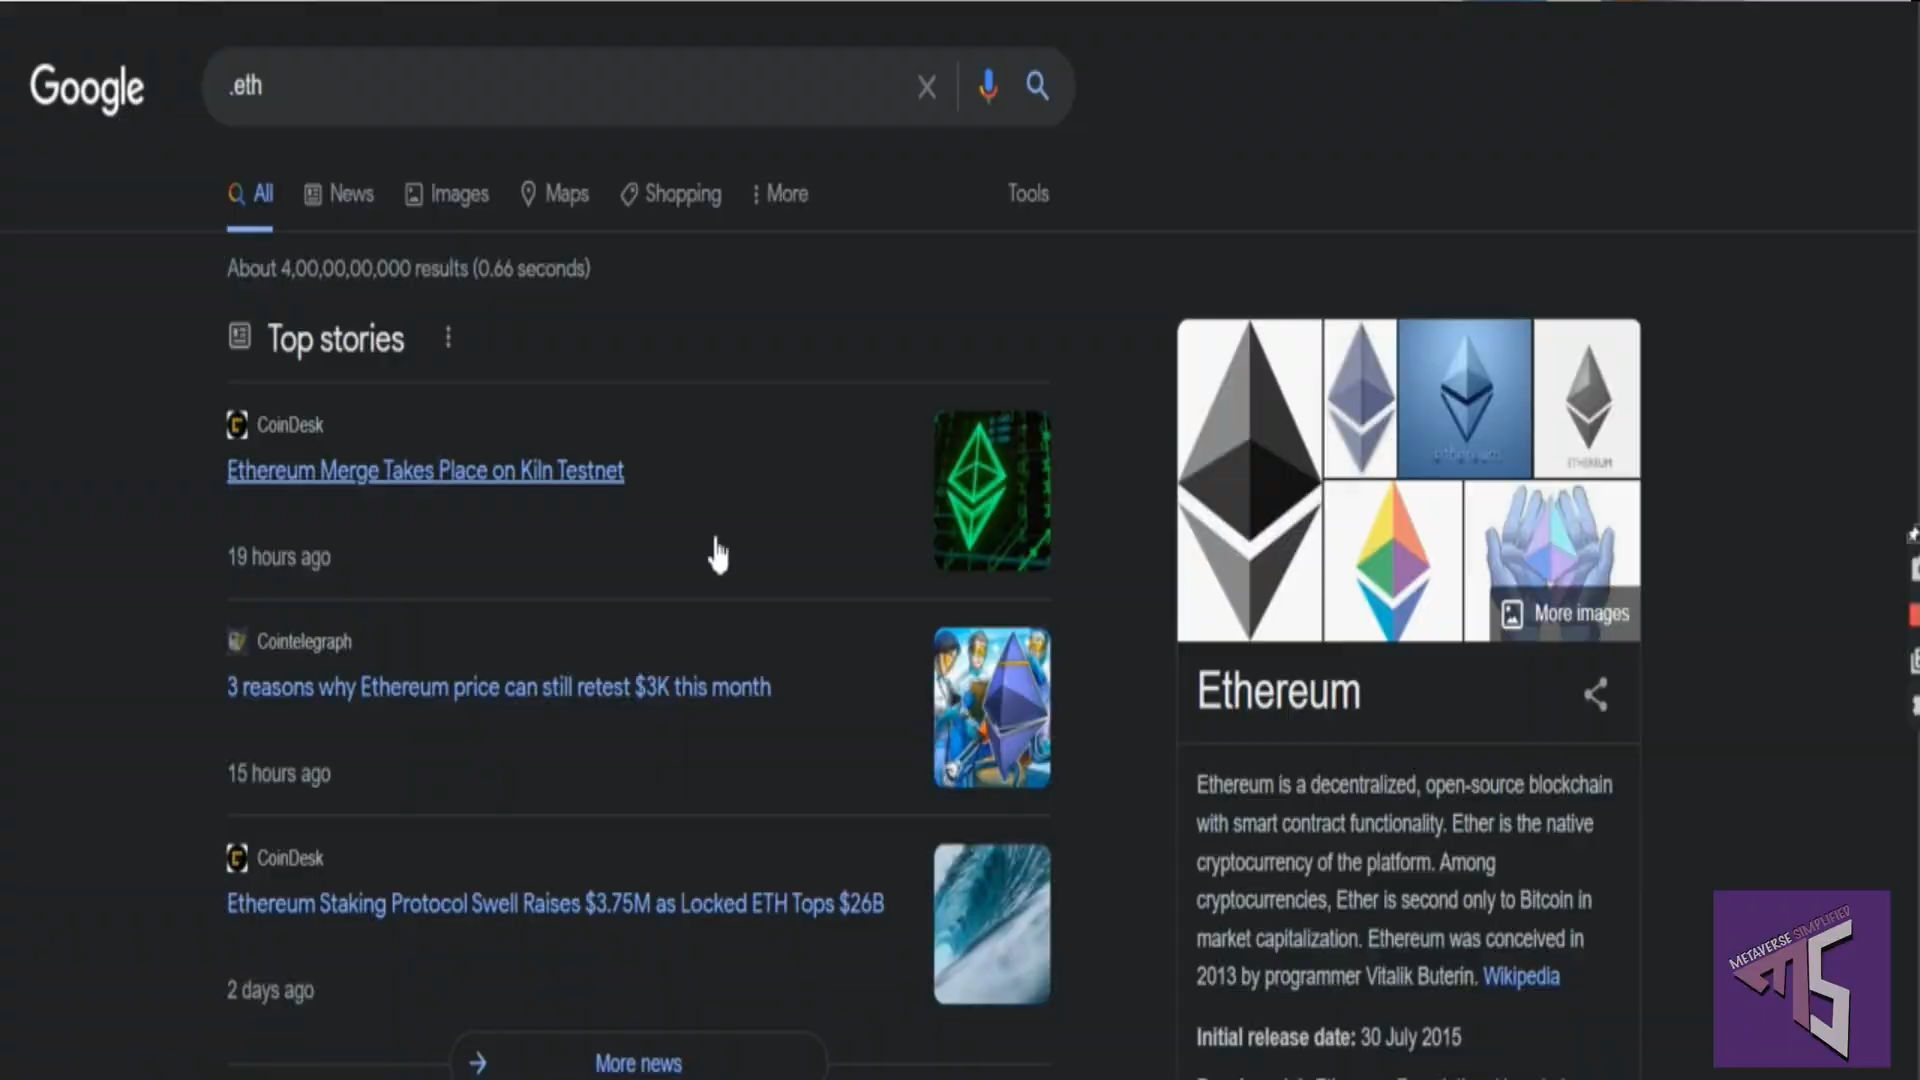 Google
.eth
All
News
Images
Maps
Shopping
More
Tools
About 4,00,00,00,000 results (0.66 seconds)
Top stories
CoinDesk
Ethereum Merge Takes Place on Kiln Testnet
19 hours ago
Cointelegraph
3 reasons why Ethereum price can still retest $3K this month
15 hours ago
CoinDesk
Ethereum Staking Protocol Swell Raises $3.75M as Locked ETH Tops $26B
2 days ago
More news
ethereum
ETHEREUM
More images
Ethereum
Ethereum is a decentralized, open-source blockchain
with smart contract functionality. Ether is the native
cryptocurrency of the platform. Among
cryptocurrencies, Ether is second only to Bitcoin in
market capitalization. Ethereum was conceived in
2013 by programmer Vitalik Buterin. Wikipedia
Initial release date: 30 July 2015
METAVERSE SIMPLIFIED
MS